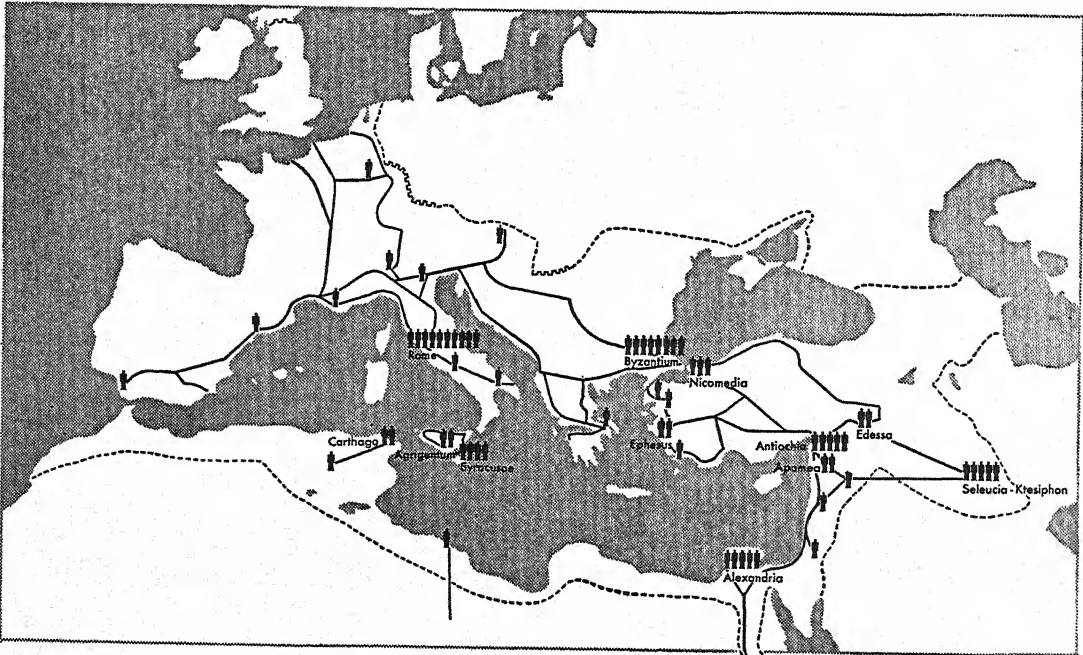 Rome
Byzantium
Nicomedia
Carthago
Agrigentum
Syracusae
Ephesus
Antiochia
Edessa
Apamea
Seleucia-Ktesiphon
Alexandria